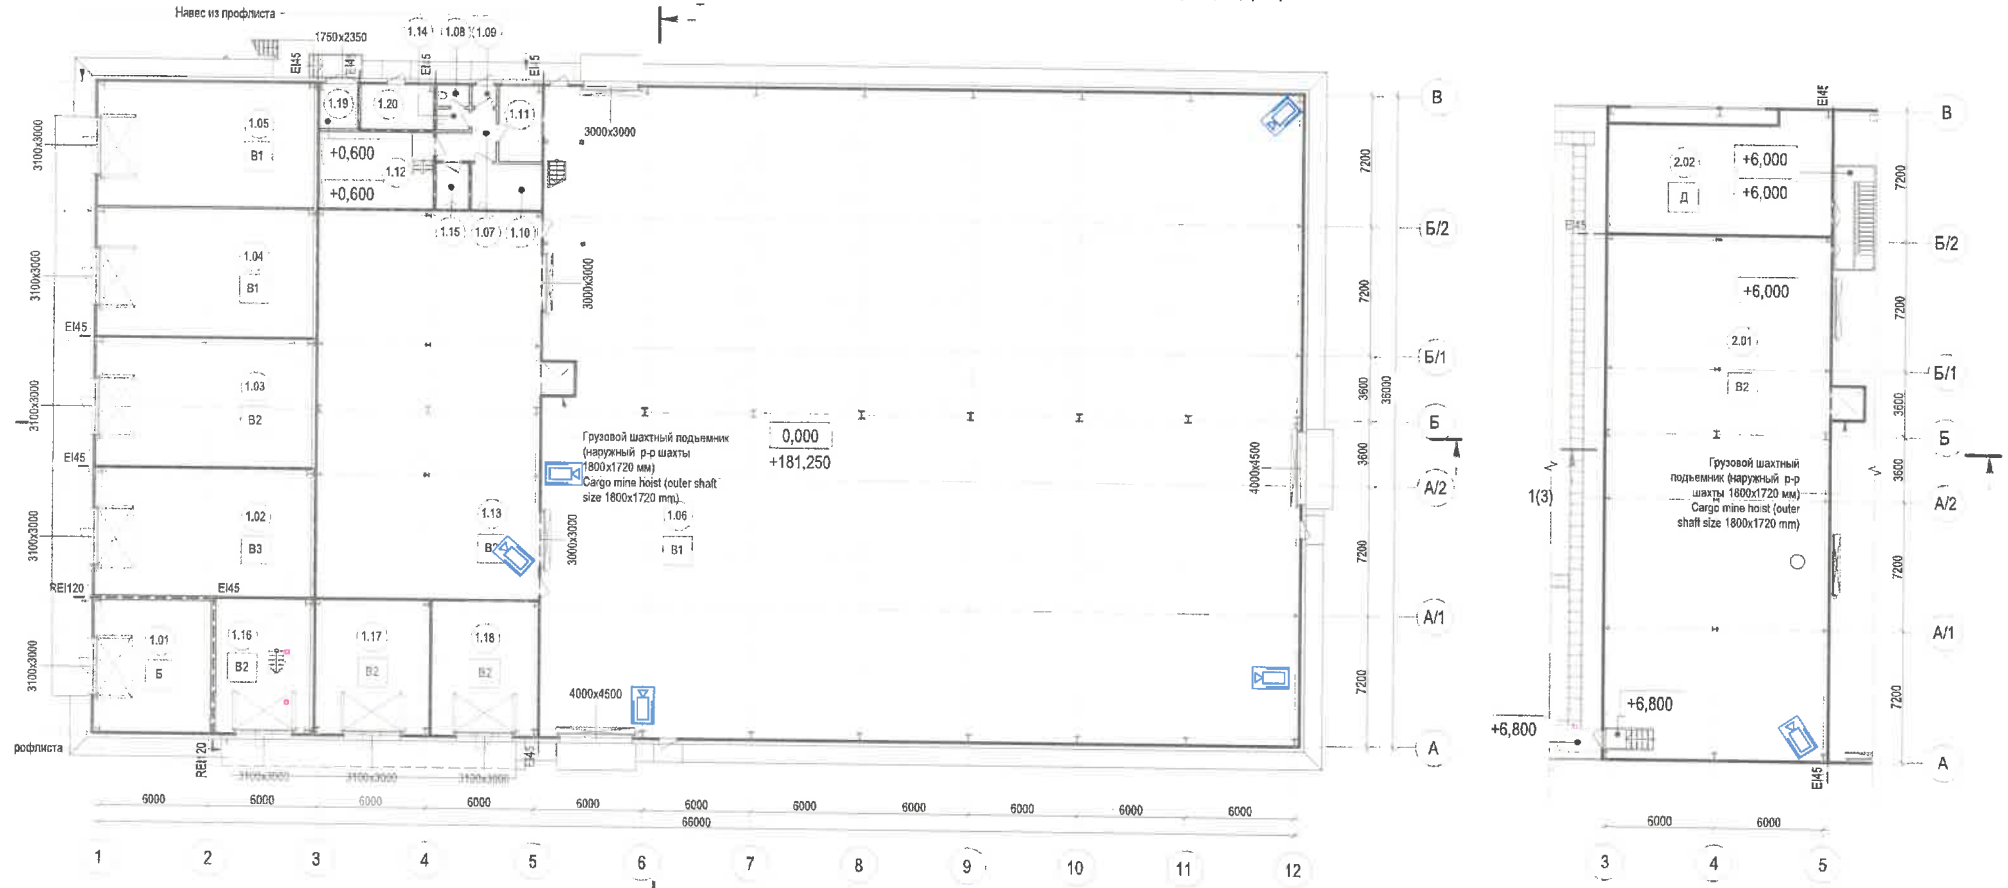 Навес из профлиста
1750x2350
EI45
EI45
EI45
EI45
1.14
1.08
1.09
1.19
1.20
1.11
1.05
В1
+0,600
1.12
+0,600
3000x3000
3100x3000
1.15
1.07
1.10
1.04
В1
3100x3000
3000x3000
EI45
1.03
В2
3100x3000
EI45
Грузовой шахтный подъемник
(наружный р-р шахты
1800x1720 мм)
Cargo mine hoist (outer shaft
size 1800x1720 mm)
0,000
+181,250
4000x4500
1.02
В3
3100x3000
1.13
В2
1.06
В1
3000x3000
REI120
EI45
1.01
Б
1.16
В2
1.17
В2
1.18
В2
3100x3000
4000x4500
рофлиста
REI120
EI45
3100x3000
3100x3000
3100x3000
6000
6000
6000
6000
6000
6000
6000
6000
6000
6000
6000
66000
1
2
3
4
5
6
7
8
9
10
11
12
7200
7200
3600
3600
7200
7200
36000
В
Б/2
Б/1
Б
А/2
А/1
А
EI45
2.02
Д
+6,000
+6,000
EI45
+6,000
2.01
В2
Грузовой шахтный
подъемник (наружный р-р
шахты 1800x1720 мм)
Cargo mine hoist (outer
shaft size 1800x1720 mm)
1(3)
+6,800
+6,800
EI45
7200
7200
3600
3600
7200
7200
В
Б/2
Б/1
Б
А/2
А/1
А
6000
6000
3
4
5